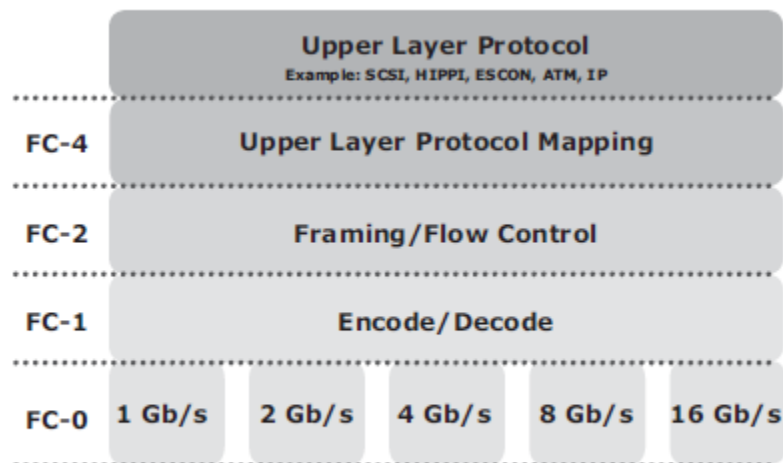 Upper Layer Protocol
Example: SCSI, HIPPI, ESCON, ATM, IP
FC-4 Upper Layer Protocol Mapping
FC-2 Framing/Flow Control
FC-1 Encode/Decode
FC-0 1 Gb/s 2 Gb/s 4 Gb/s 8 Gb/s 16 Gb/s